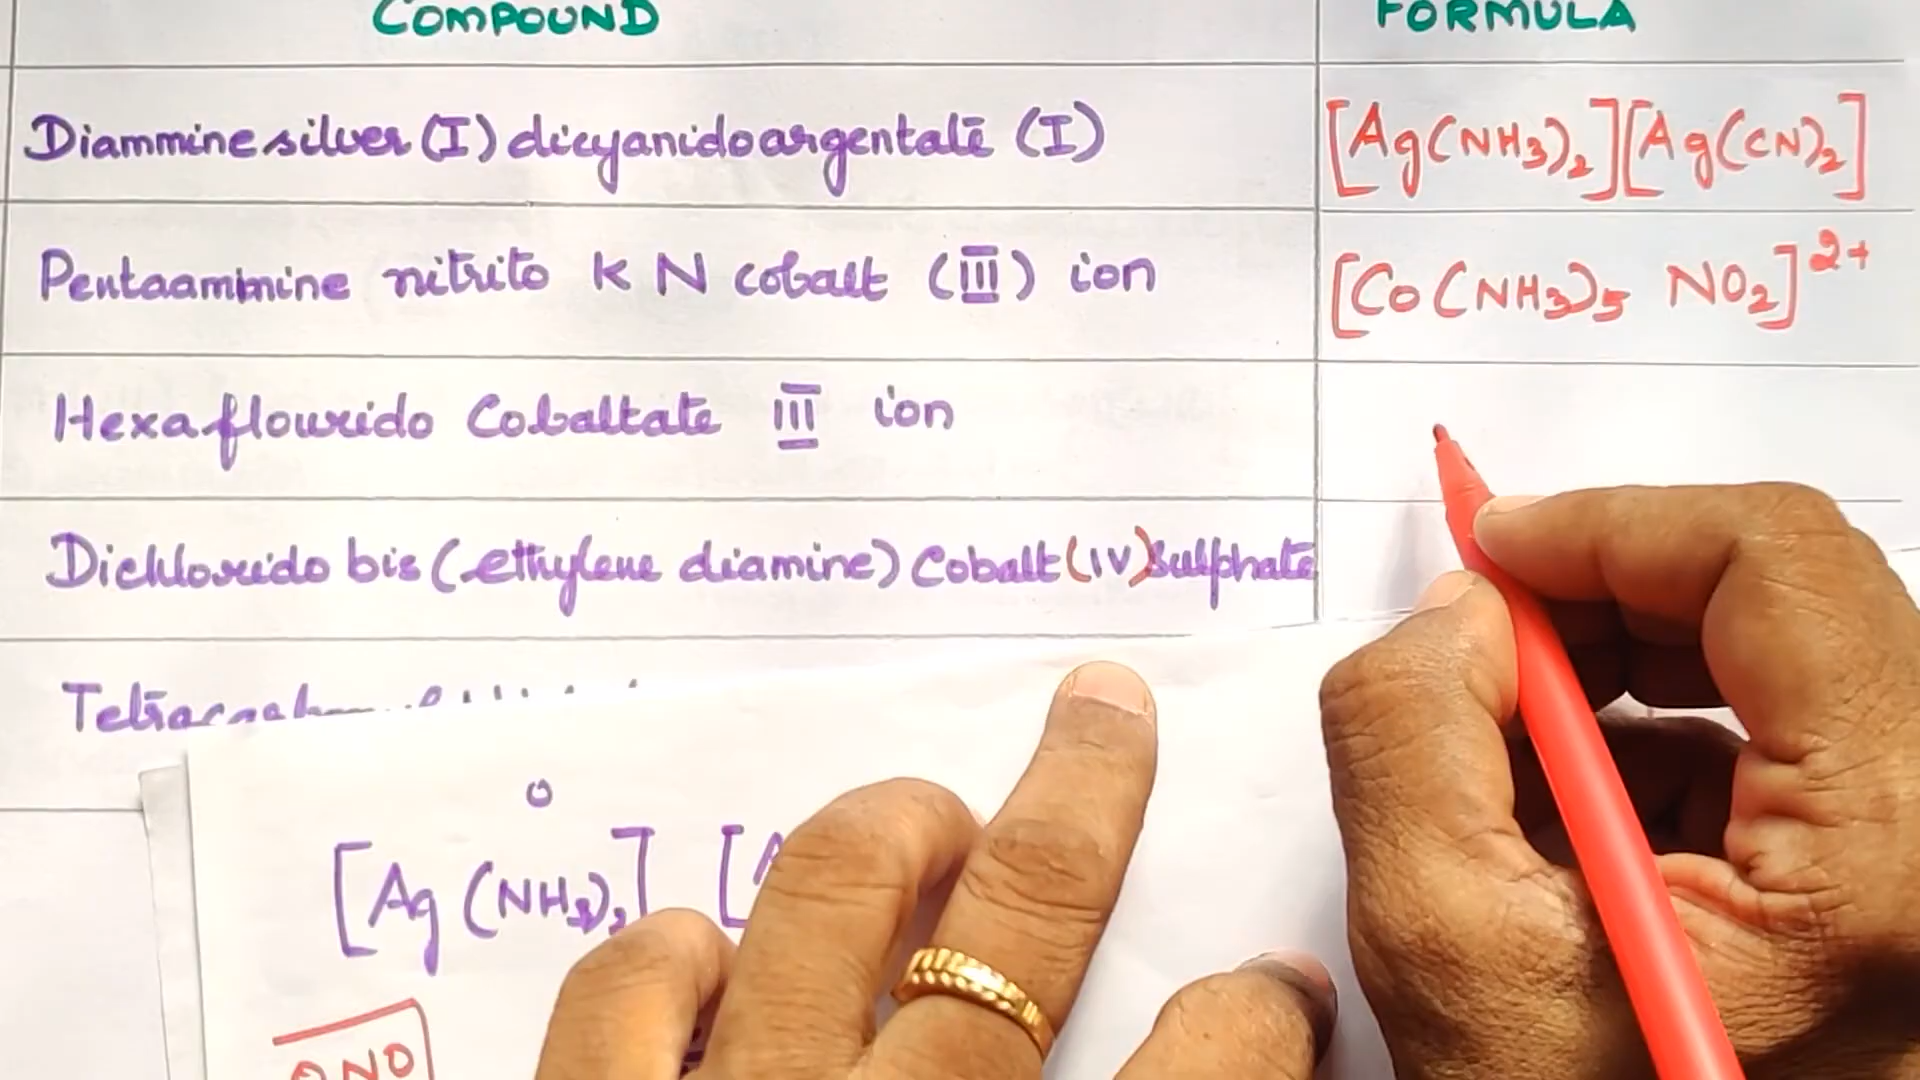 COMPOUND FORMULA
Diamminesilver (I) dicyanidoargentate (I) [Ag(NH3)2][Ag(CN)2]
Pentaammine nitrito K N cobalt (III) ion [Co(NH3)5 NO2]2+
Hexaflourido Cobaltate III ion
Dichlorido bis (ethylene diamine) Cobalt (IV) Sulphate
[Ag (NH3)2] [A
ONO